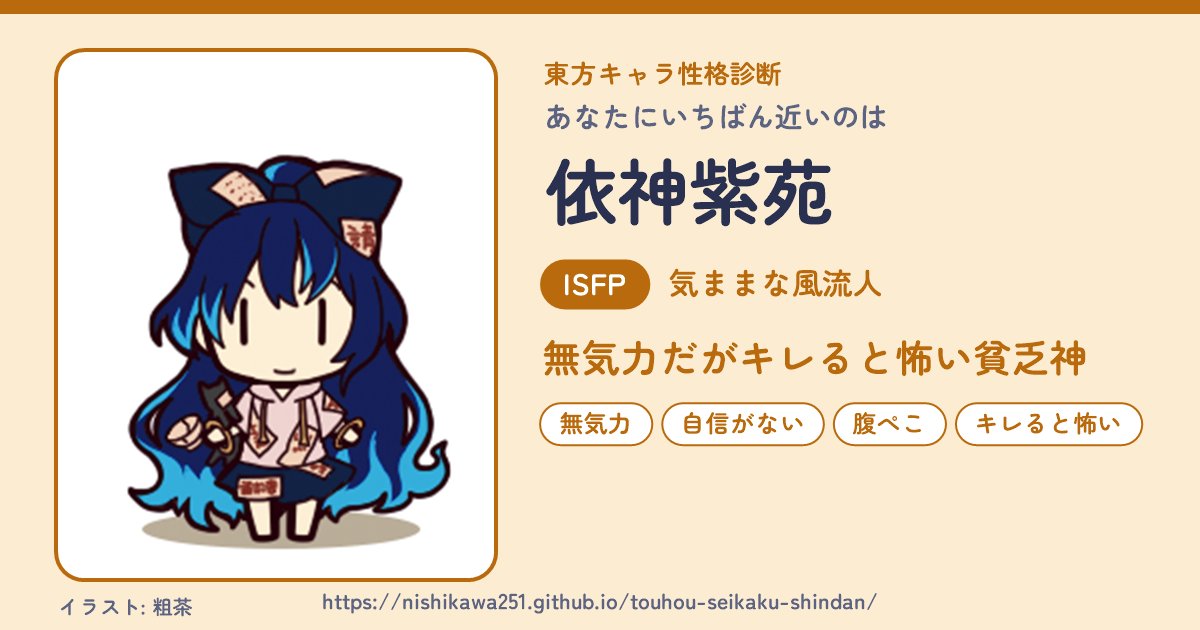 東方キャラ性格診断
あなたにいちばん近いのは
依神紫苑
ISFP 気ままな風流人
無気力だがキレると怖い貧乏神
無気力 自信がない 腹ぺこ キレると怖い
請
イラスト: 粗茶
https://nishikawa251.github.io/touhou-seikaku-shindan/